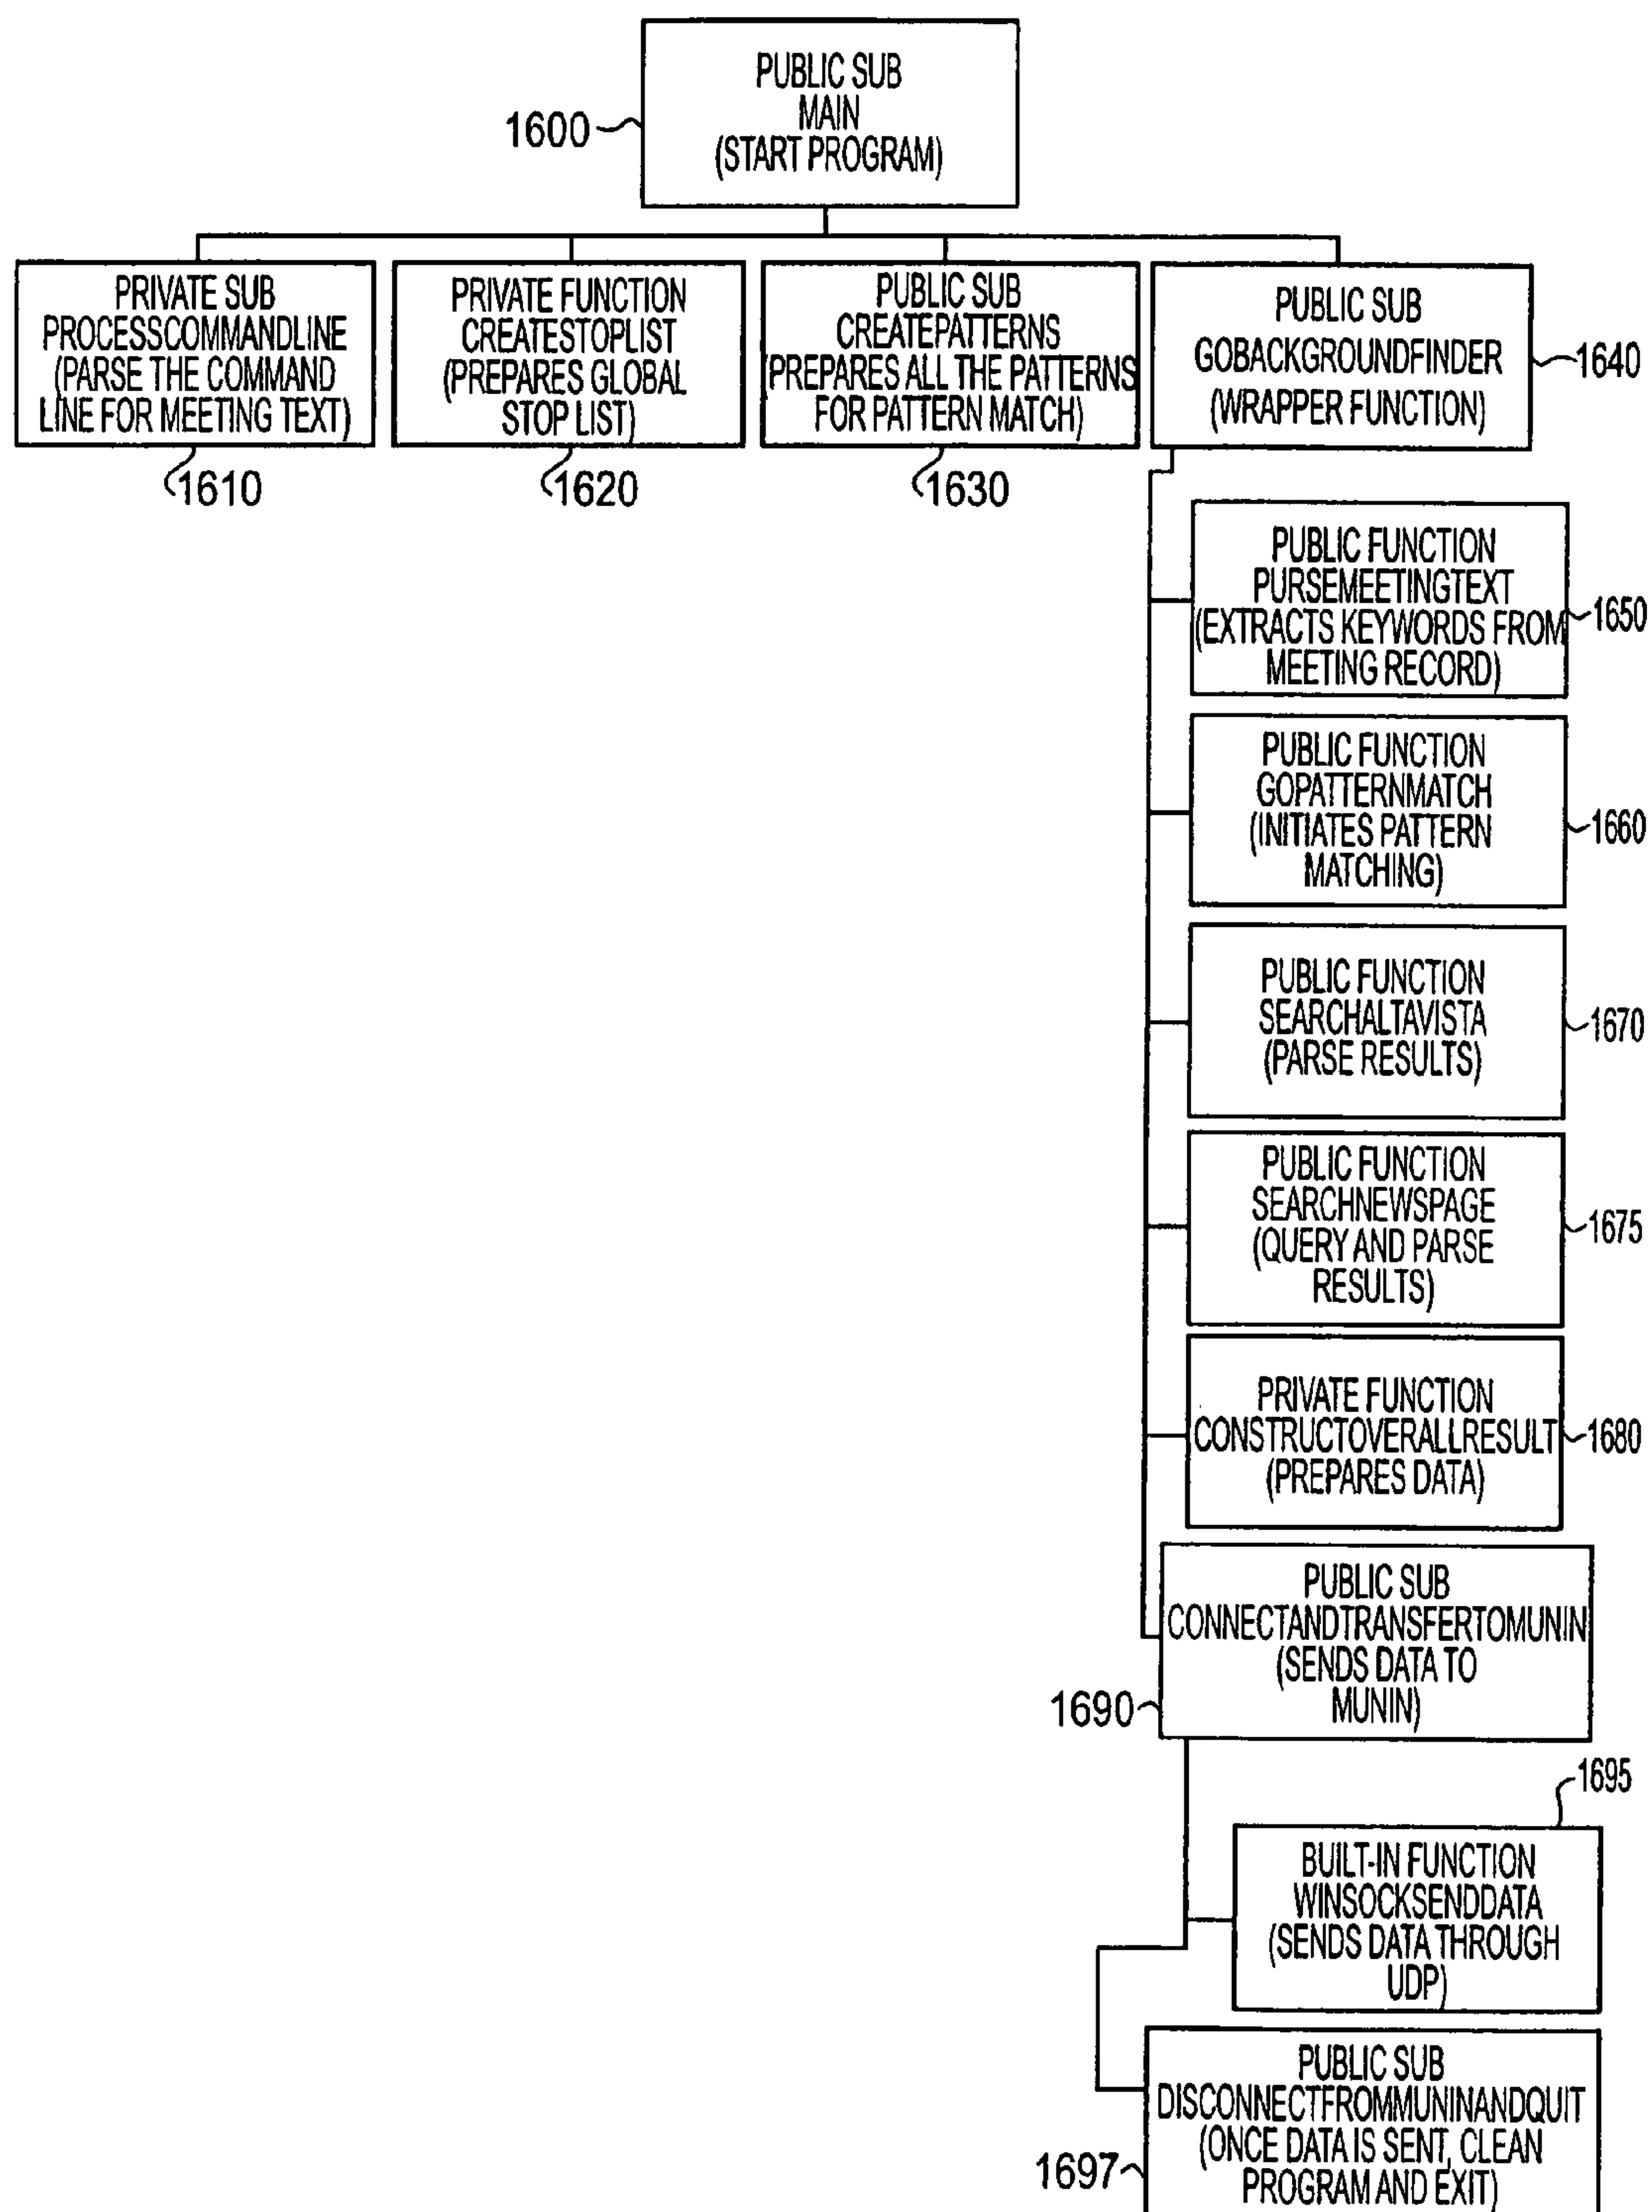 PUBLIC SUB
MAIN
(START PROGRAM)
1600
PRIVATE SUB
PROCESSCOMMANDLINE
(PARSE THE COMMAND
LINE FOR MEETING TEXT)
1610
PRIVATE FUNCTION
CREATESTOPLIST
(PREPARES GLOBAL
STOP LIST)
1620
PUBLIC SUB
CREATEPATTERNS
(PREPARES ALL THE PATTERNS
FOR PATTERN MATCH)
1630
PUBLIC SUB
GOBACKGROUNDFINDER
(WRAPPER FUNCTION)
1640
PUBLIC FUNCTION
PURSEMEETINGTEXT
(EXTRACTS KEYWORDS FROM
MEETING RECORD)
1650
PUBLIC FUNCTION
GOPATTERNMATCH
(INITIATES PATTERN
MATCHING)
1660
PUBLIC FUNCTION
SEARCHALTAVISTA
(PARSE RESULTS)
1670
PUBLIC FUNCTION
SEARCHNEWSPAGE
(QUERY AND PARSE
RESULTS)
1675
PRIVATE FUNCTION
CONSTRUCTOVERALLRESULT
(PREPARES DATA)
1680
PUBLIC SUB
CONNECTANDTRANSFERTOMUNIN
(SENDS DATA TO
MUNIN)
1690
1695
BUILT-IN FUNCTION
WINSOCKSENDDATA
(SENDS DATA THROUGH
UDP)
PUBLIC SUB
DISCONNECTFROMMUNINANDQUIT
(ONCE DATA IS SENT, CLEAN
PROGRAM AND EXIT)
1697